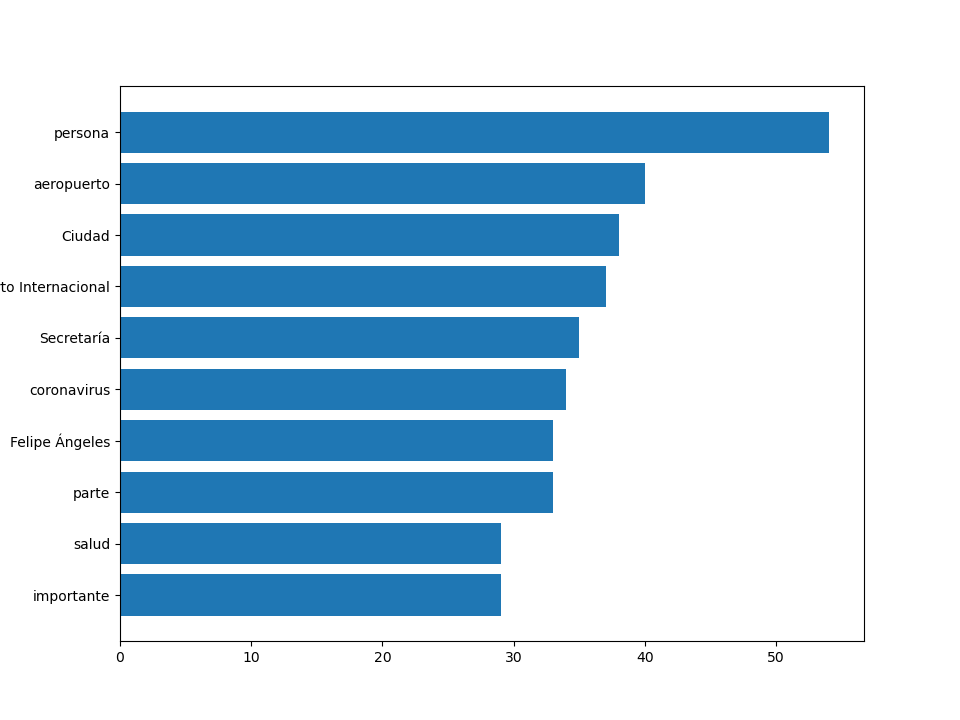 persona
aeropuerto
Ciudad
to Internacional
Secretaría
coronavirus
Felipe Ángeles
parte
salud
importante
0 10 20 30 40 50